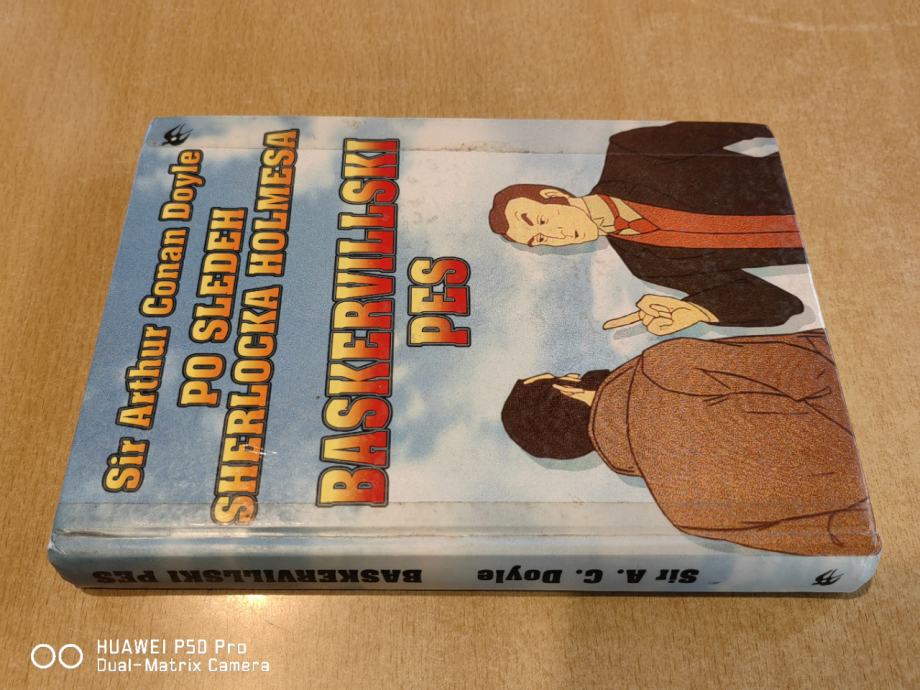 Sir Arthur Conan Doyle
PO SLEDEH
SHERLOCKA HOLMESA
BASKERVILLSKI
PES
Sir A. C. Doyle
BASKERVILLSKI PES
HUAWEI P50 Pro
Dual-Matrix Camera